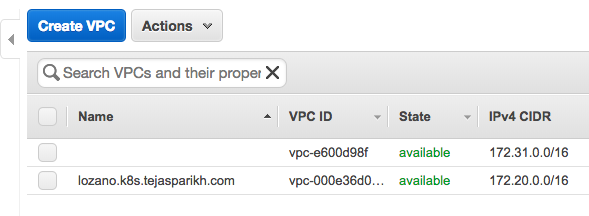 Create VPC Actions
Search VPCs and their proper
Name VPC ID State IPv4 CIDR
vpc-e600d98f available 172.31.0.0/16
lozano.k8s.tejasparikh.com vpc-000e36d0... available 172.20.0.0/16